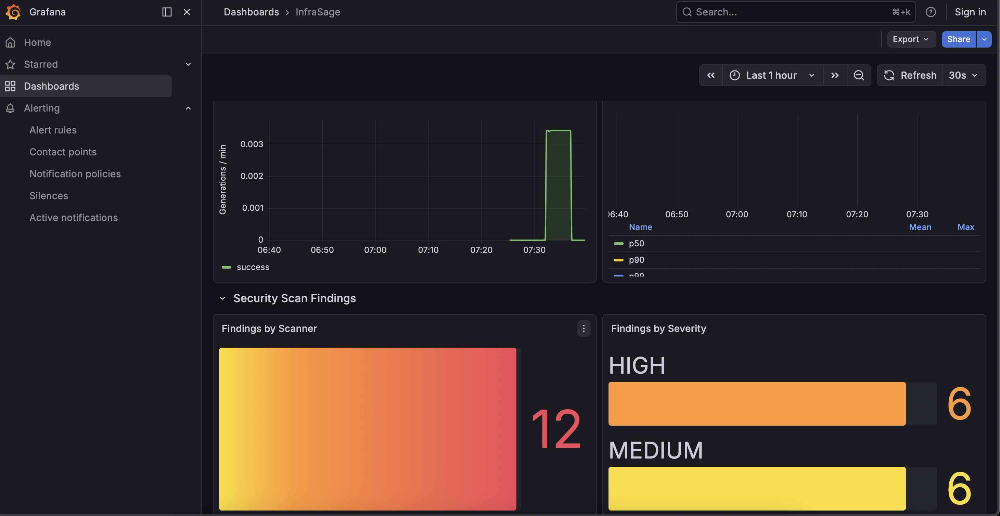 Grafana
Dashboards › InfraSage
Search...
⌘+k
Sign in
Home
Starred
Dashboards
Alerting
Alert rules
Contact points
Notification policies
Silences
Active notifications
Export
Share
Last 1 hour
Refresh
30s
Generations / min
0.003
0.002
0.001
0
06:40 06:50 07:00 07:10 07:20 07:30
success
06:40 06:50 07:00 07:10 07:20 07:30
Name Mean Max
p50
p90
p99
Security Scan Findings
Findings by Scanner
12
Findings by Severity
HIGH
6
MEDIUM
6